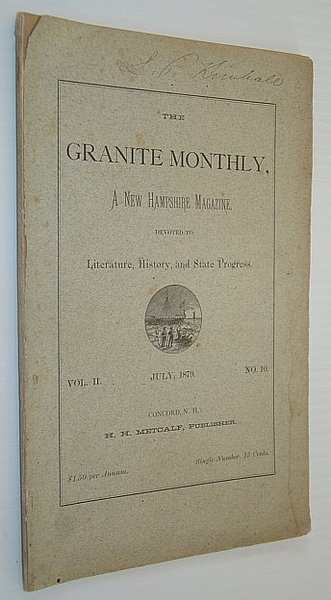 L. P. Kimball
THE
GRANITE MONTHLY,
A NEW HAMPSHIRE MAGAZINE,
DEVOTED TO
Literature, History, and State Progress.
VOL. II. JULY, 1879. NO. 10.
CONCORD, N. H.:
H. H. METCALF, PUBLISHER.
$1.50 per Annum. Single Number, 15 Cents.